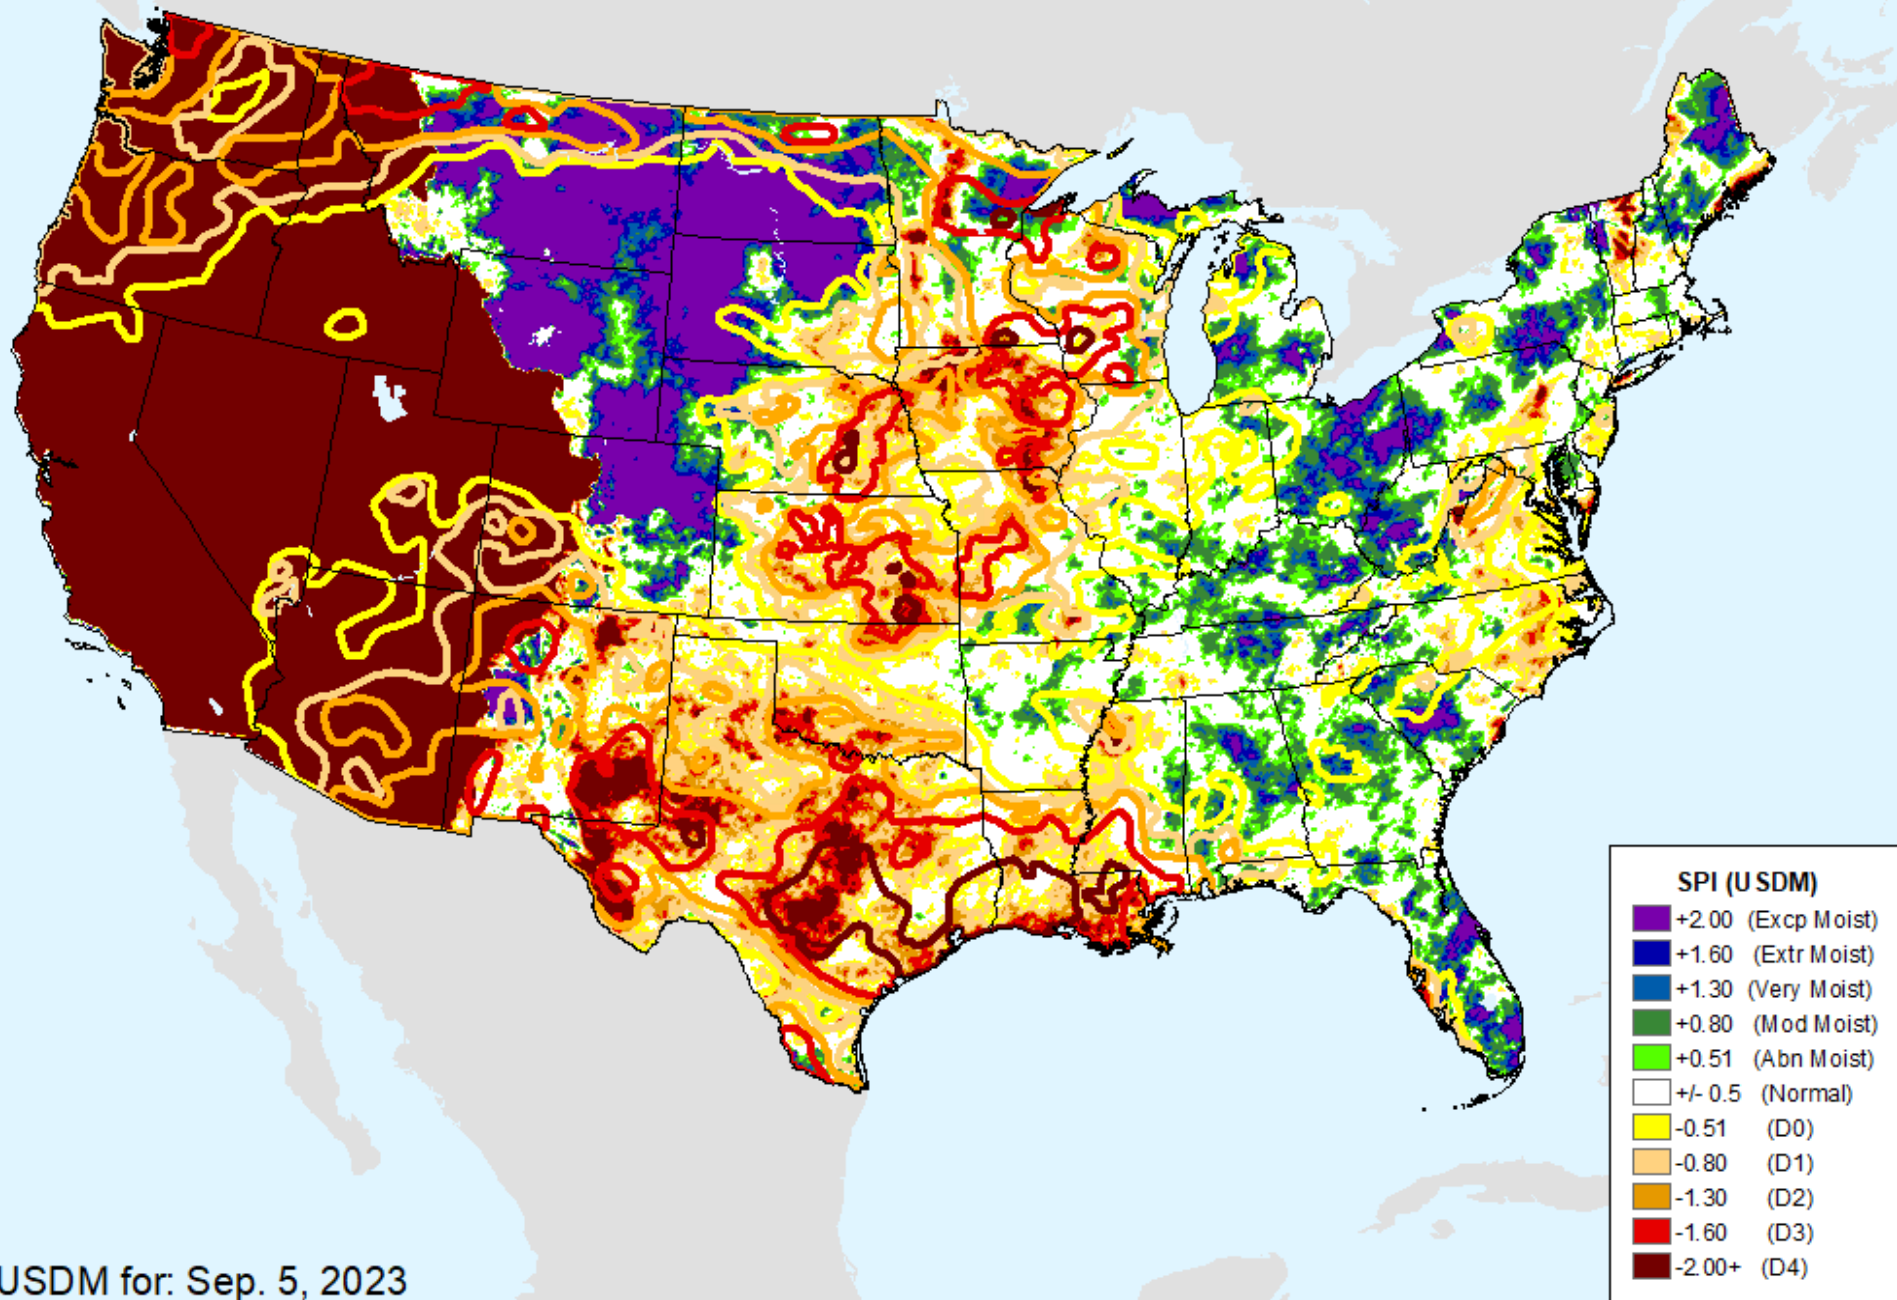 SPI (USDM)
+2.00 (Excp Moist)
+1.60 (Extr Moist)
+1.30 (Very Moist)
+0.80 (Mod Moist)
+0.51 (Abn Moist)
+/- 0.5 (Normal)
-0.51 (D0)
-0.80 (D1)
-1.30 (D2)
-1.60 (D3)
-2.00+ (D4)
USDM for: Sep. 5, 2023